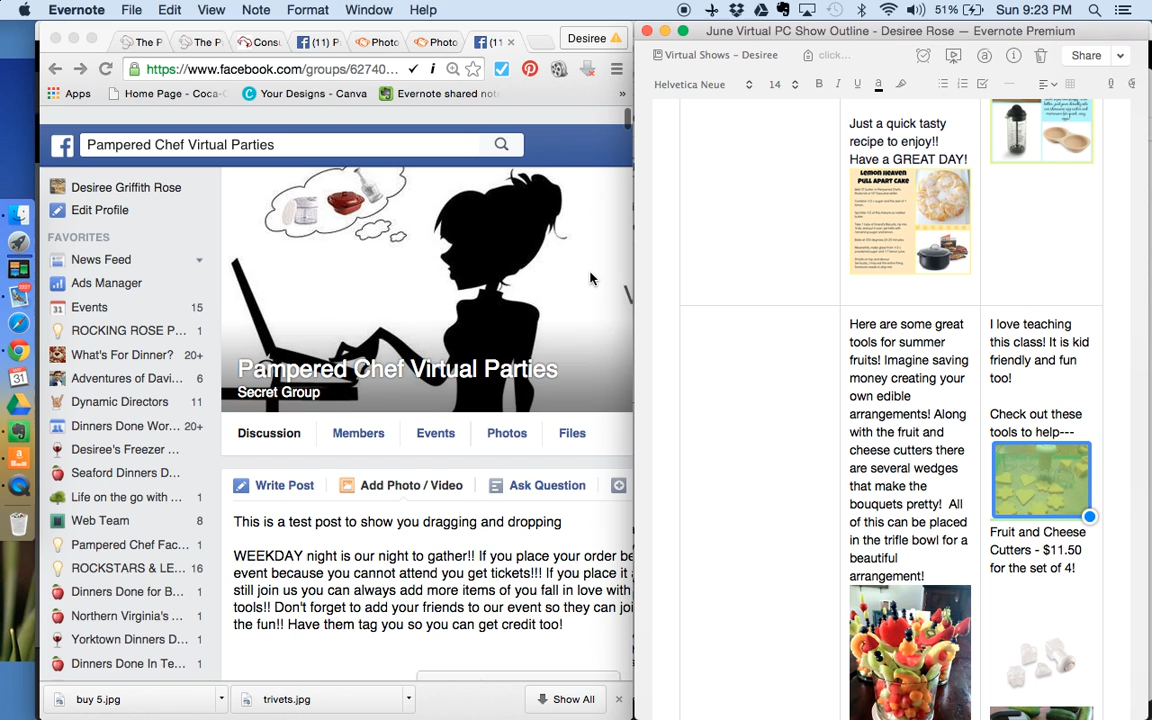 Evernote File Edit View Note Format Window Help 51% Sun 9:23 PM
The P The P Consu (11) P Photo Photo (11 × Desiree
https://www.facebook.com/groups/62740...
Apps Home Page - Coca- Your Designs - Canva Evernote shared not »
Pampered Chef Virtual Parties
Desiree Griffith Rose
Edit Profile
FAVORITES
News Feed
Ads Manager
Events 15
ROCKING ROSE P... 1
What's For Dinner? 20+
Adventures of Davi... 6
Dynamic Directors 11
Dinners Done Wor... 20+
Desiree's Freezer ...
Seaford Dinners D...
Life on the go with ... 1
Web Team 8
Pampered Chef Fac... 1
ROCKSTARS & LE... 16
Dinners Done for B... 1
Northern Virginia's ... 1
Yorktown Dinners D... 1
Dinners Done In Te... 1
Pampered Chef Virtual Parties
Secret Group
Discussion Members Events Photos Files
Write Post Add Photo / Video Ask Question
This is a test post to show you dragging and dropping
WEEKDAY night is our night to gather!! If you place your order be
event because you cannot attend you get tickets!!! If you place it
still join us you can always add more items of you fall in love with
tools!! Don't forget to add your friends to our event so they can joi
the fun!! Have them tag you so you can get credit too!
buy 5.jpg trivets.jpg Show All ×
June Virtual PC Show Outline - Desiree Rose — Evernote Premium
Virtual Shows – Desiree click... Share
Helvetica Neue 14 B I U a
Just a quick tasty
recipe to enjoy!!
Have a GREAT DAY!
LEMON HEAVEN
PULL APART CAKE
Here are some great
tools for summer
fruits! Imagine saving
money creating your
own edible
arrangements! Along
with the fruit and
cheese cutters there
are several wedges
that make the
bouquets pretty! All
of this can be placed
in the trifle bowl for a
beautiful
arrangement!
I love teaching
this class! It is kid
friendly and fun
too!
Check out these
tools to help---
Fruit and Cheese
Cutters - $11.50
for the set of 4!